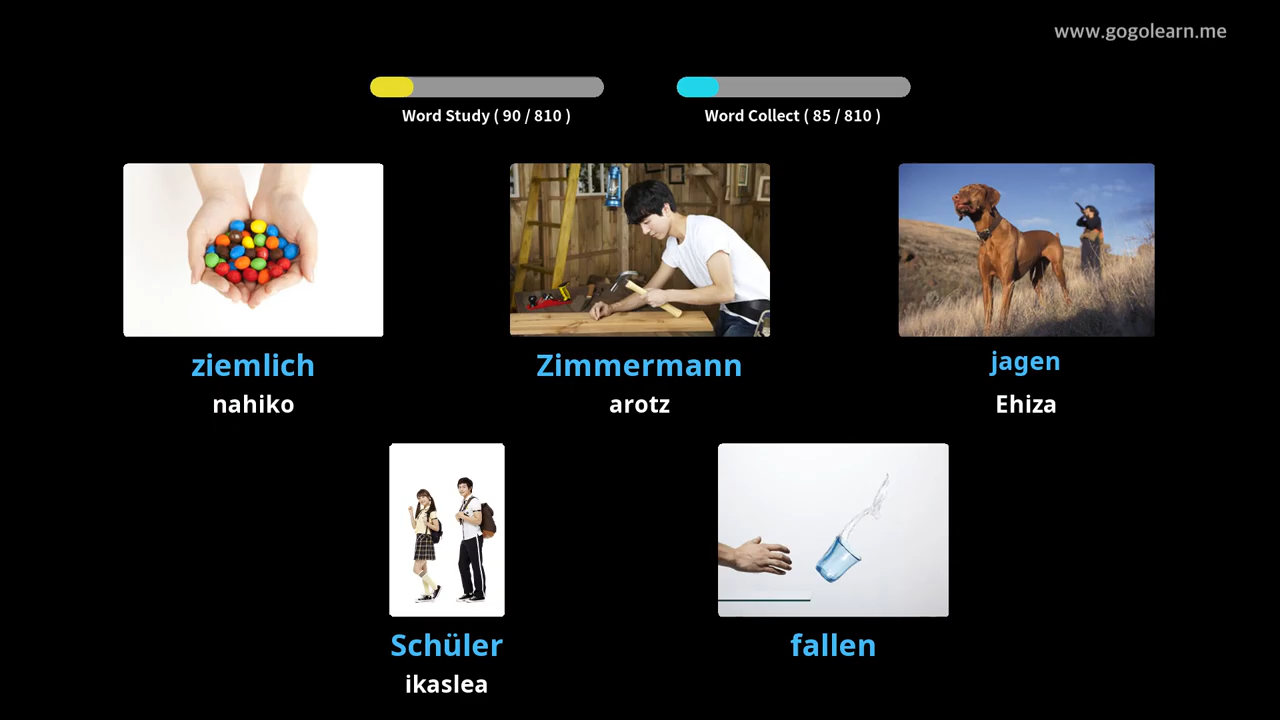 www.gogolearn.me
Word Study ( 90 / 810 )
Word Collect ( 85 / 810 )
ziemlich
nahiko
Zimmermann
arotz
jagen
Ehiza
Schüler
ikaslea
fallen